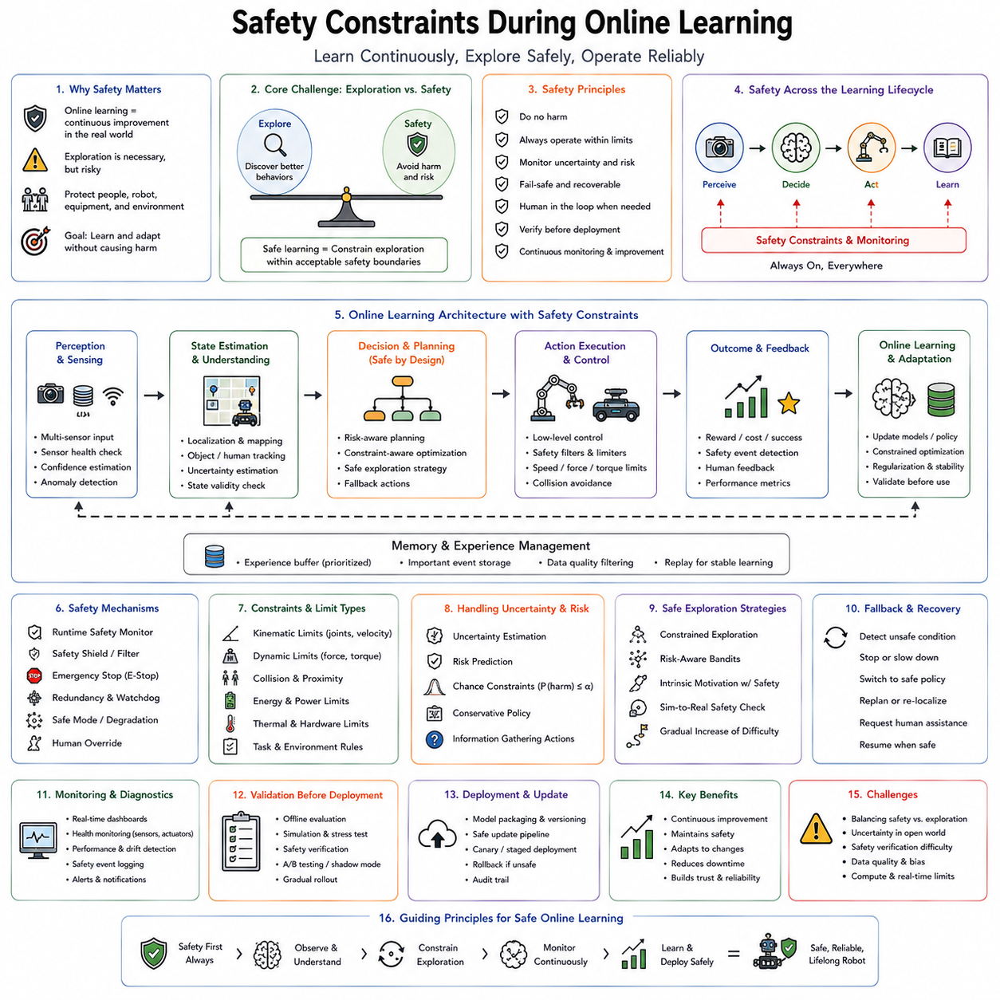 Safety Constraints During Online Learning
Learn Continuously, Explore Safely, Operate Reliably
1. Why Safety Matters
Online learning =
continuous improvement
in the real world
Exploration is necessary,
but risky
Protect people, robot,
equipment, and environment
Goal: Learn and adapt
without causing harm
2. Core Challenge: Exploration vs. Safety
Explore
Discover better
behaviors
Safety
Avoid harm
and risk
Safe learning = Constrain exploration
within acceptable safety boundaries
3. Safety Principles
Do no harm
Always operate within limits
Monitor uncertainty and risk
Fail-safe and recoverable
Human in the loop when needed
Verify before deployment
Continuous monitoring & improvement
4. Safety Across the Learning Lifecycle
Perceive
Decide
Act
Learn
Safety Constraints & Monitoring
Always On, Everywhere
5. Online Learning Architecture with Safety Constraints
Perception
& Sensing
• Multi-sensor input
• Sensor health check
• Confidence estimation
• Anomaly detection
State Estimation
& Understanding
• Localization & mapping
• Object / human tracking
• Uncertainty estimation
• State validity check
Decision & Planning
(Safe by Design)
• Risk-aware planning
• Constraint-aware optimization
• Safe exploration strategy
• Fallback actions
Action Execution
& Control
• Low-level control
• Safety filters & limiters
• Speed / force / torque limits
• Collision avoidance
Outcome & Feedback
• Reward / cost / success
• Safety event detection
• Human feedback
• Performance metrics
Online Learning
& Adaptation
• Update models / policy
• Constrained optimization
• Regularization & stability
• Validate before use
Memory & Experience Management
• Experience buffer (prioritized)
• Important event storage
• Data quality filtering
• Replay for stable learning
6. Safety Mechanisms
Runtime Safety Monitor
Safety Shield / Filter
STOP
Emergency Stop (E-Stop)
Redundancy & Watchdog
Safe Mode / Degradation
Human Override
7. Constraints & Limit Types
Kinematic Limits (joints, velocity)
Dynamic Limits (force, torque)
Collision & Proximity
Energy & Power Limits
Thermal & Hardware Limits
Task & Environment Rules
8. Handling Uncertainty & Risk
Uncertainty Estimation
Risk Prediction
Chance Constraints (P(harm) ≤ α)
Conservative Policy
?
Information Gathering Actions
9. Safe Exploration Strategies
Constrained Exploration
Risk-Aware Bandits
Intrinsic Motivation w/ Safety
Sim-to-Real Safety Check
Gradual Increase of Difficulty
10. Fallback & Recovery
Detect unsafe condition
Stop or slow down
Switch to safe policy
Replan or re-localize
Request human assistance
Resume when safe
11. Monitoring & Diagnostics
• Real-time dashboards
• Health monitoring (sensors, actuators)
• Performance & drift detection
• Safety event logging
• Alerts & notifications
12. Validation Before Deployment
• Offline evaluation
• Simulation & stress test
• Safety verification
• A/B testing / shadow mode
• Gradual rollout
13. Deployment & Update
• Model packaging & versioning
• Safe update pipeline
• Canary / staged deployment
• Rollback if unsafe
• Audit trail
14. Key Benefits
• Continuous improvement
• Maintains safety
• Adapts to changes
• Reduces downtime
• Builds trust & reliability
15. Challenges
• Balancing safety vs. exploration
• Uncertainty in open world
• Safety verification difficulty
• Data quality & bias
• Compute & real-time limits
16. Guiding Principles for Safe Online Learning
Safety First
Always
Observe &
Understand
Constrain
Exploration
Monitor
Continuously
Learn &
Deploy Safely
=
Safe, Reliable,
Lifelong Robot